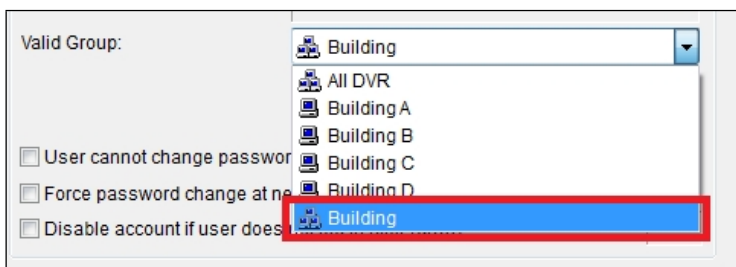 Valid Group:
Building
All DVR
Building A
Building B
User cannot change passwor
Building C
Force password change at ne
Building D
Building
Disable account if user does